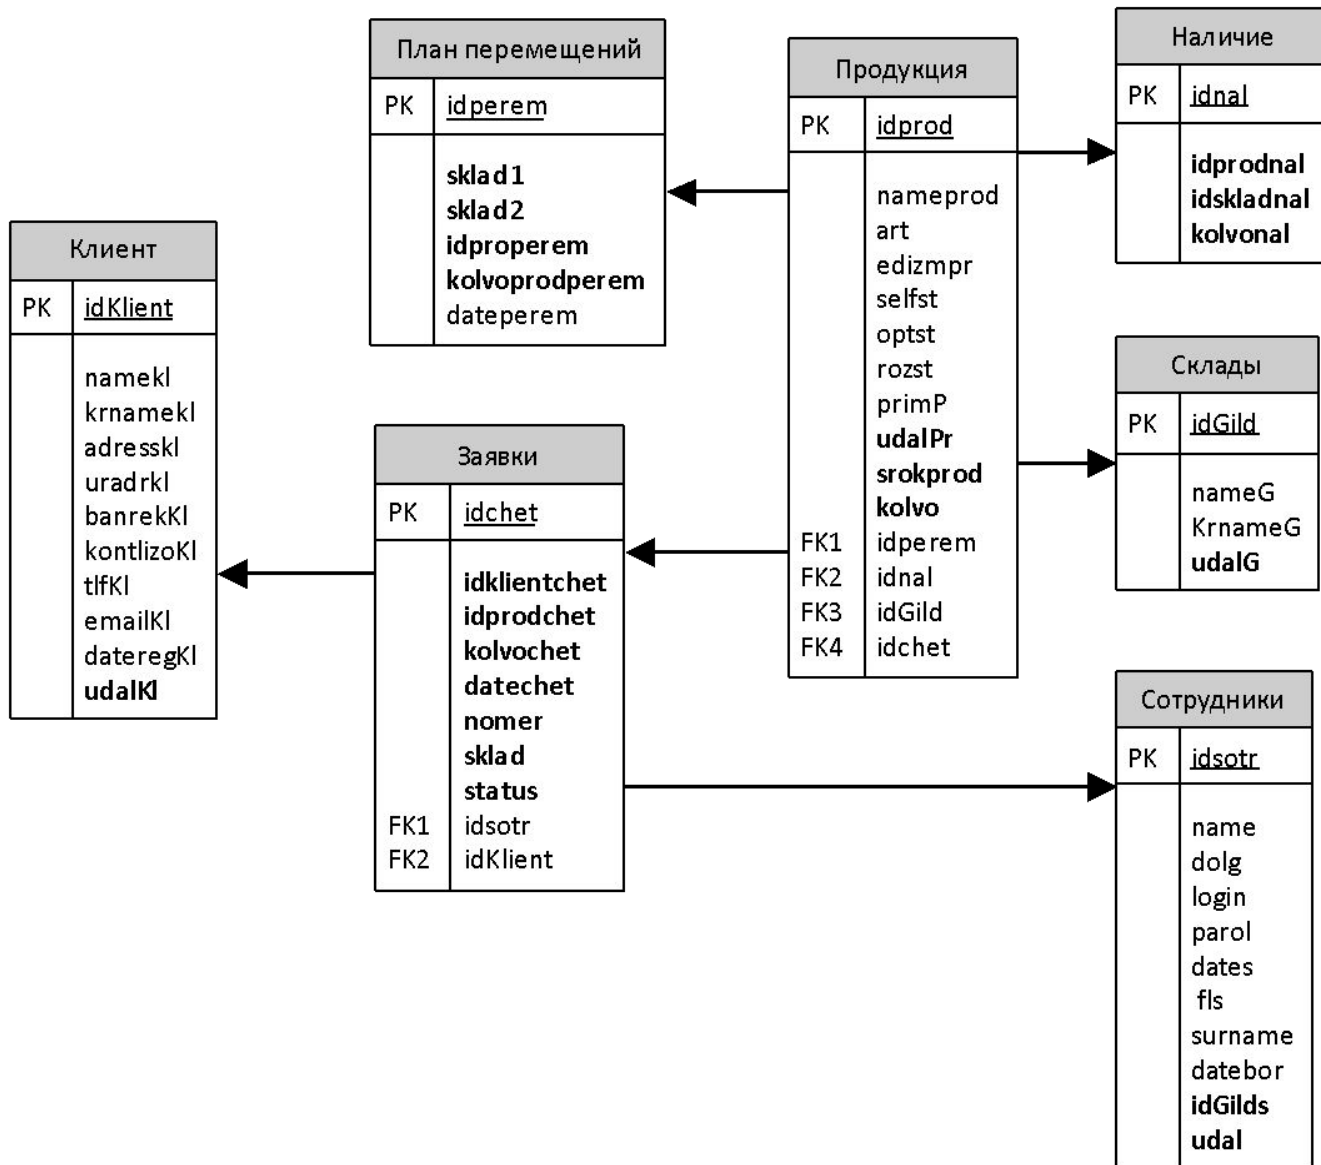 План перемещений
PK idperem
sklad1
sklad2
idproperem
kolvoprodperem
dateperem
Продукция
PK idprod
nameprod
art
edizmpr
selfst
optst
rozst
primP
udalPr
srokprod
kolvo
FK1 idperem
FK2 idnal
FK3 idGild
FK4 idchet
Наличие
PK idnal
idprodnal
idskladnal
kolvonal
Клиент
PK idKlient
namekl
krnamekl
adresskl
uradrkl
banrekKl
kontlizoKl
tlfKl
emailKl
dateregKl
udalKl
Заявки
PK idchet
idklientchet
idprodchet
kolvochet
datechet
nomer
sklad
status
FK1 idsotr
FK2 idKlient
Склады
PK idGild
nameG
KrnameG
udalG
Сотрудники
PK idsotr
name
dolg
login
parol
dates
fls
surname
datebor
idGilds
udal